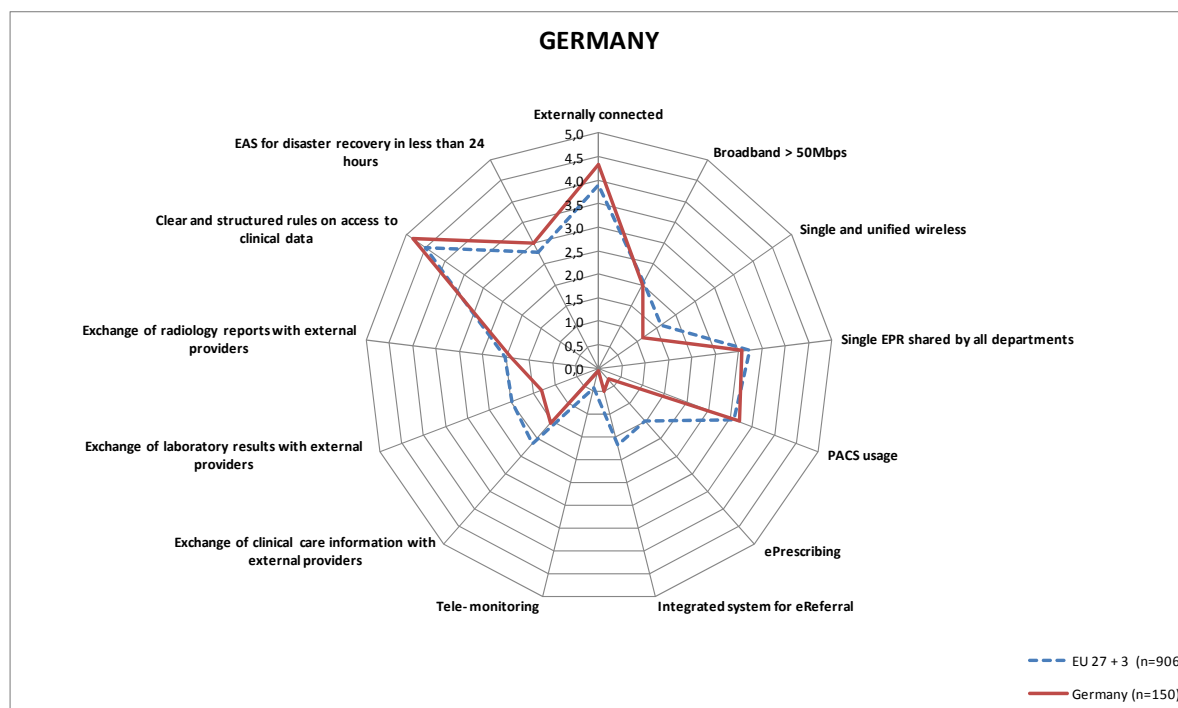 GERMANY
Externally connected
Broadband > 50Mbps
Single and unified wireless
Single EPR shared by all departments
PACS usage
ePrescribing
Integrated system for eReferral
Tele- monitoring
Exchange of clinical care information with
external providers
Exchange of laboratory results with external
providers
Exchange of radiology reports with external
providers
Clear and structured rules on access to
clinical data
EAS for disaster recovery in less than 24
hours
5,0
4,5
4,0
3,5
3,0
2,5
2,0
1,5
1,0
0,5
0,0
EU 27 + 3 (n=906
Germany (n=150)